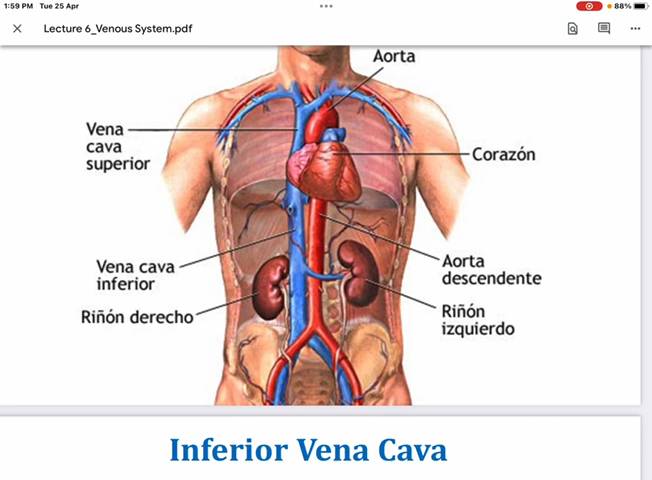 1:59 PM Tue 25 Apr
88%
Lecture 6_Venous System.pdf
Aorta
Vena
cava
superior
Corazón
Vena cava
inferior
Aorta
descendente
Riñón derecho
Riñón
izquierdo
Inferior Vena Cava